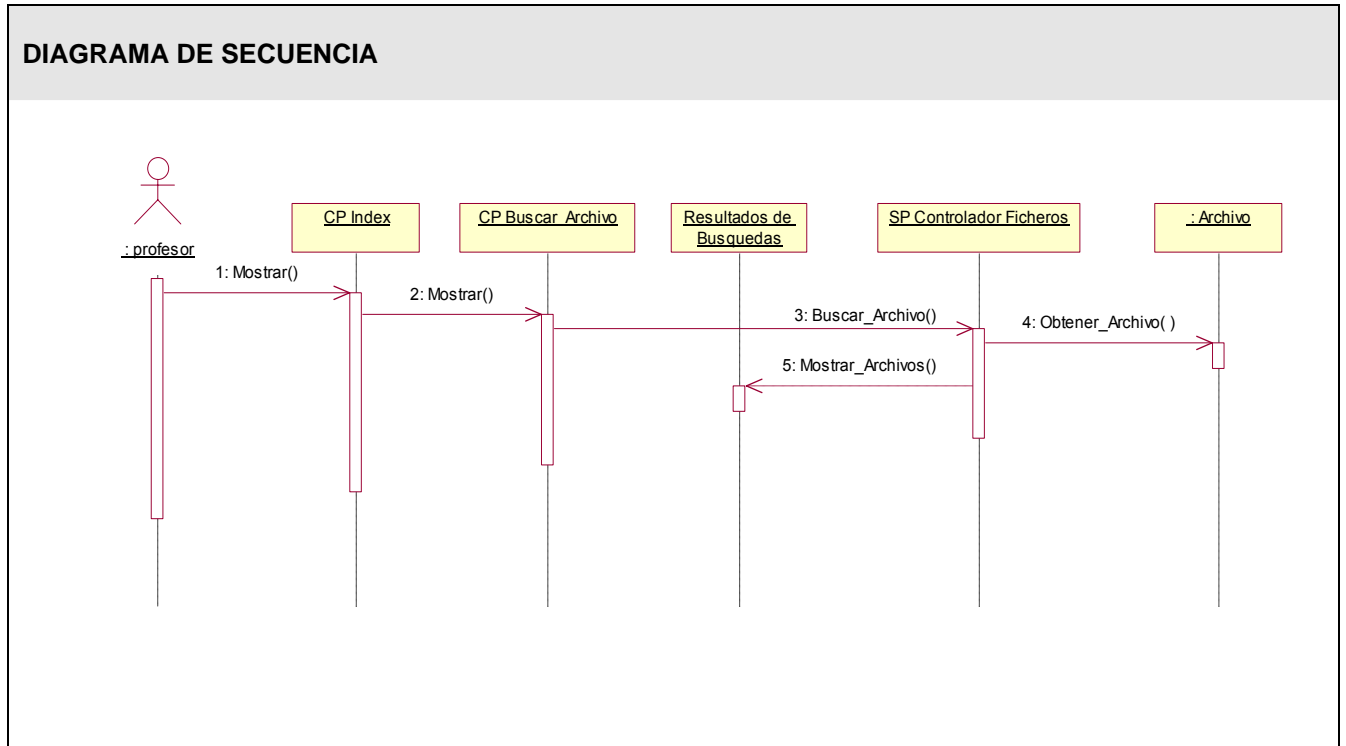 DIAGRAMA DE SECUENCIA
: profesor
CP Index
CP Buscar Archivo
Resultados de
Busquedas
SP Controlador Ficheros
: Archivo
1: Mostrar()
2: Mostrar()
3: Buscar_Archivo()
4: Obtener_Archivo( )
5: Mostrar_Archivos()